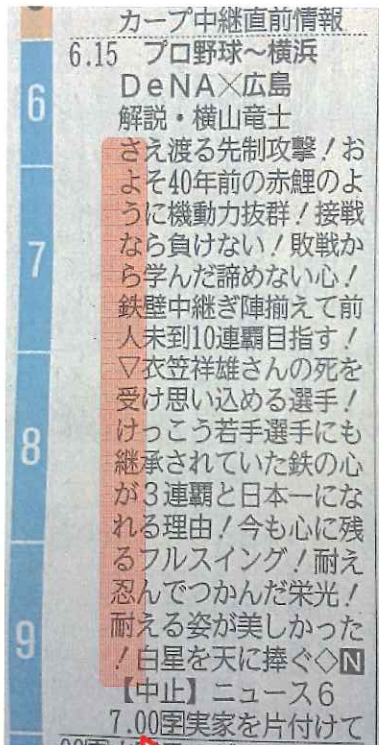 カープ中継直前情報
6.15 プロ野球～横浜
DeNA×広島
解説・横山竜士
さえ渡る先制攻撃！お
よそ40年前の赤鯉のよ
うに機動力抜群！接戦
なら負けない！敗戦か
ら学んだ諦めない心！
鉄壁中継ぎ陣揃えて前
人未到10連覇目指す！
▽衣笠祥雄さんの死を
受け思い込める選手！
けっこう若手選手にも
継承されていた鉄の心
が3連覇と日本一にな
れる理由！今も心に残
るフルスイング！耐え
忍んでつかんだ栄光！
耐える姿が美しかった
！白星を天に捧ぐ◇N
【中止】ニュース6
7.00字実家を片付けて
6
7
8
9